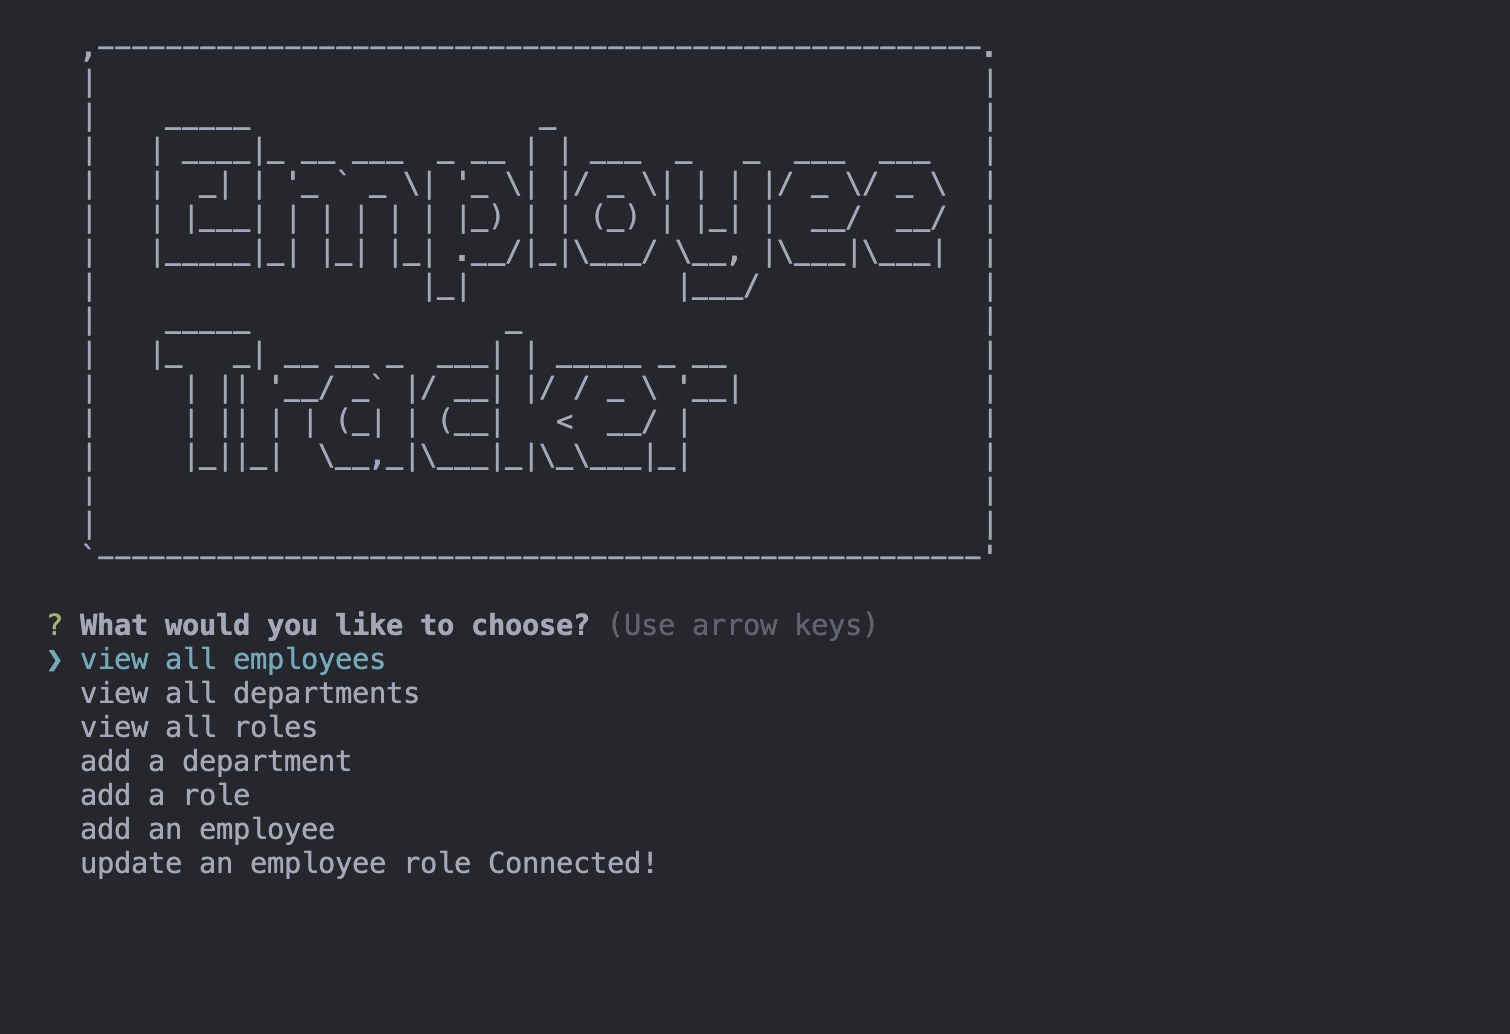 Employee
Tracker
? What would you like to choose? (Use arrow keys)
❯ view all employees
view all departments
view all roles
add a department
add a role
add an employee
update an employee role Connected!